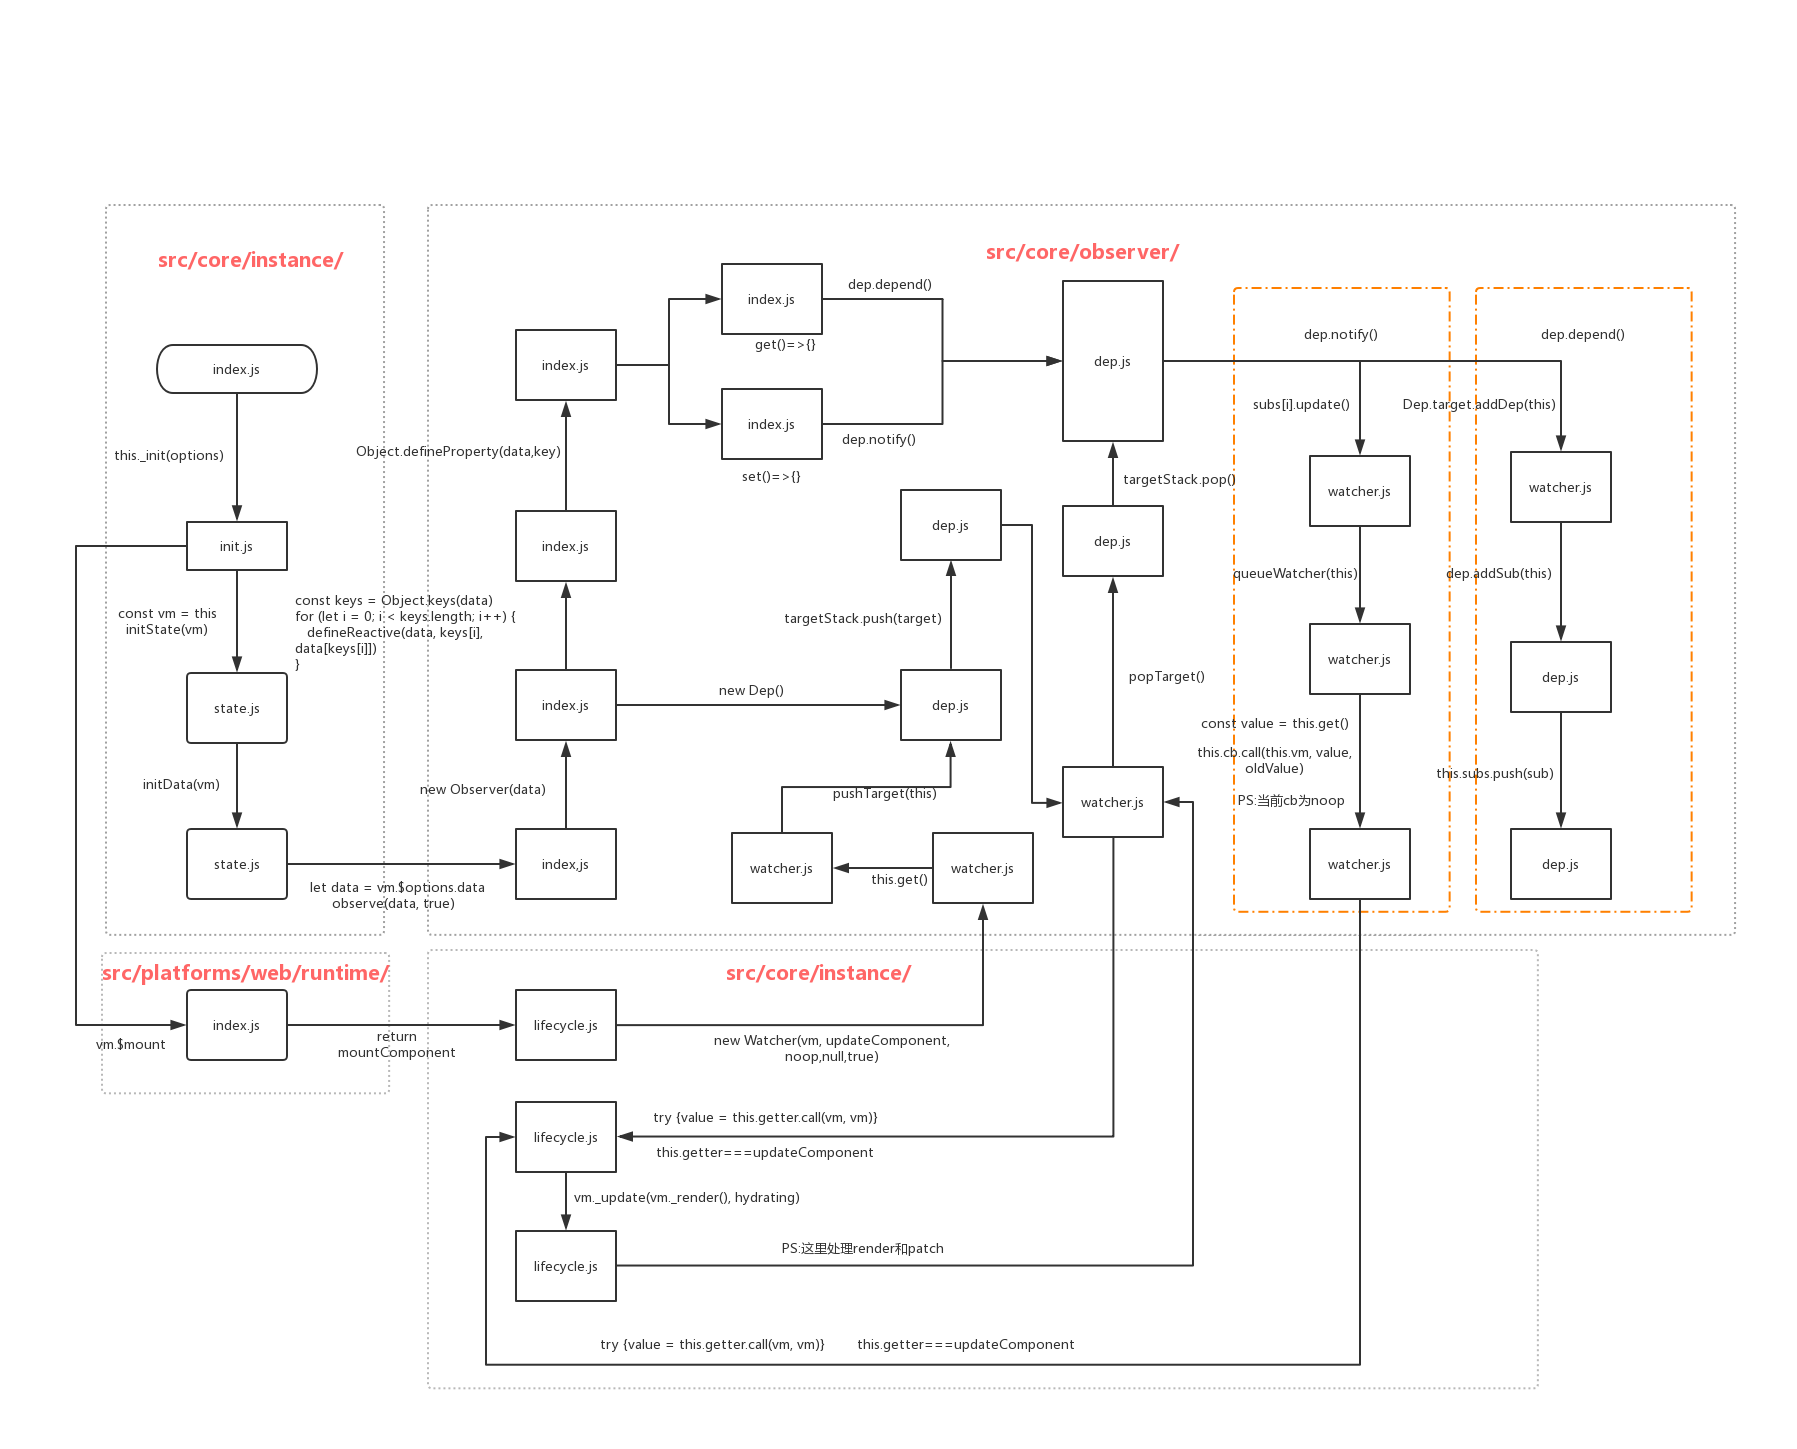 src/core/instance/
index.js
this._init(options)
init.js
const vm = this
initState(vm)
state.js
initData(vm)
state.js
let data = vm.$options.data
observe(data, true)
src/core/observer/
index,js
new Observer(data)
index.js
const keys = Object.keys(data)
for (let i = 0; i < keys.length; i++) {
defineReactive(data, keys[i],
data[keys[i]])
}
index.js
Object.defineProperty(data,key)
index.js
index.js
get()=>{}
dep.depend()
index.js
set()=>{}
dep.notify()
dep.js
new Dep()
dep.js
targetStack.push(target)
dep.js
pushTarget(this)
watcher.js
this.get()
watcher.js
targetStack.pop()
dep.js
popTarget()
watcher.js
dep.notify()
subs[i].update()
watcher.js
queueWatcher(this)
watcher.js
const value = this.get()
this.cb.call(this.vm, value,
oldValue)
PS:当前cb为noop
watcher.js
dep.depend()
Dep.target.addDep(this)
watcher.js
dep.addSub(this)
dep.js
this.subs.push(sub)
dep.js
src/platforms/web/runtime/
index.js
vm.$mount
return
mountComponent
src/core/instance/
lifecycle.js
new Watcher(vm, updateComponent,
noop,null,true)
try {value = this.getter.call(vm, vm)}
lifecycle.js
this.getter===updateComponent
vm._update(vm._render(), hydrating)
PS:这里处理render和patch
lifecycle.js
try {value = this.getter.call(vm, vm)} this.getter===updateComponent